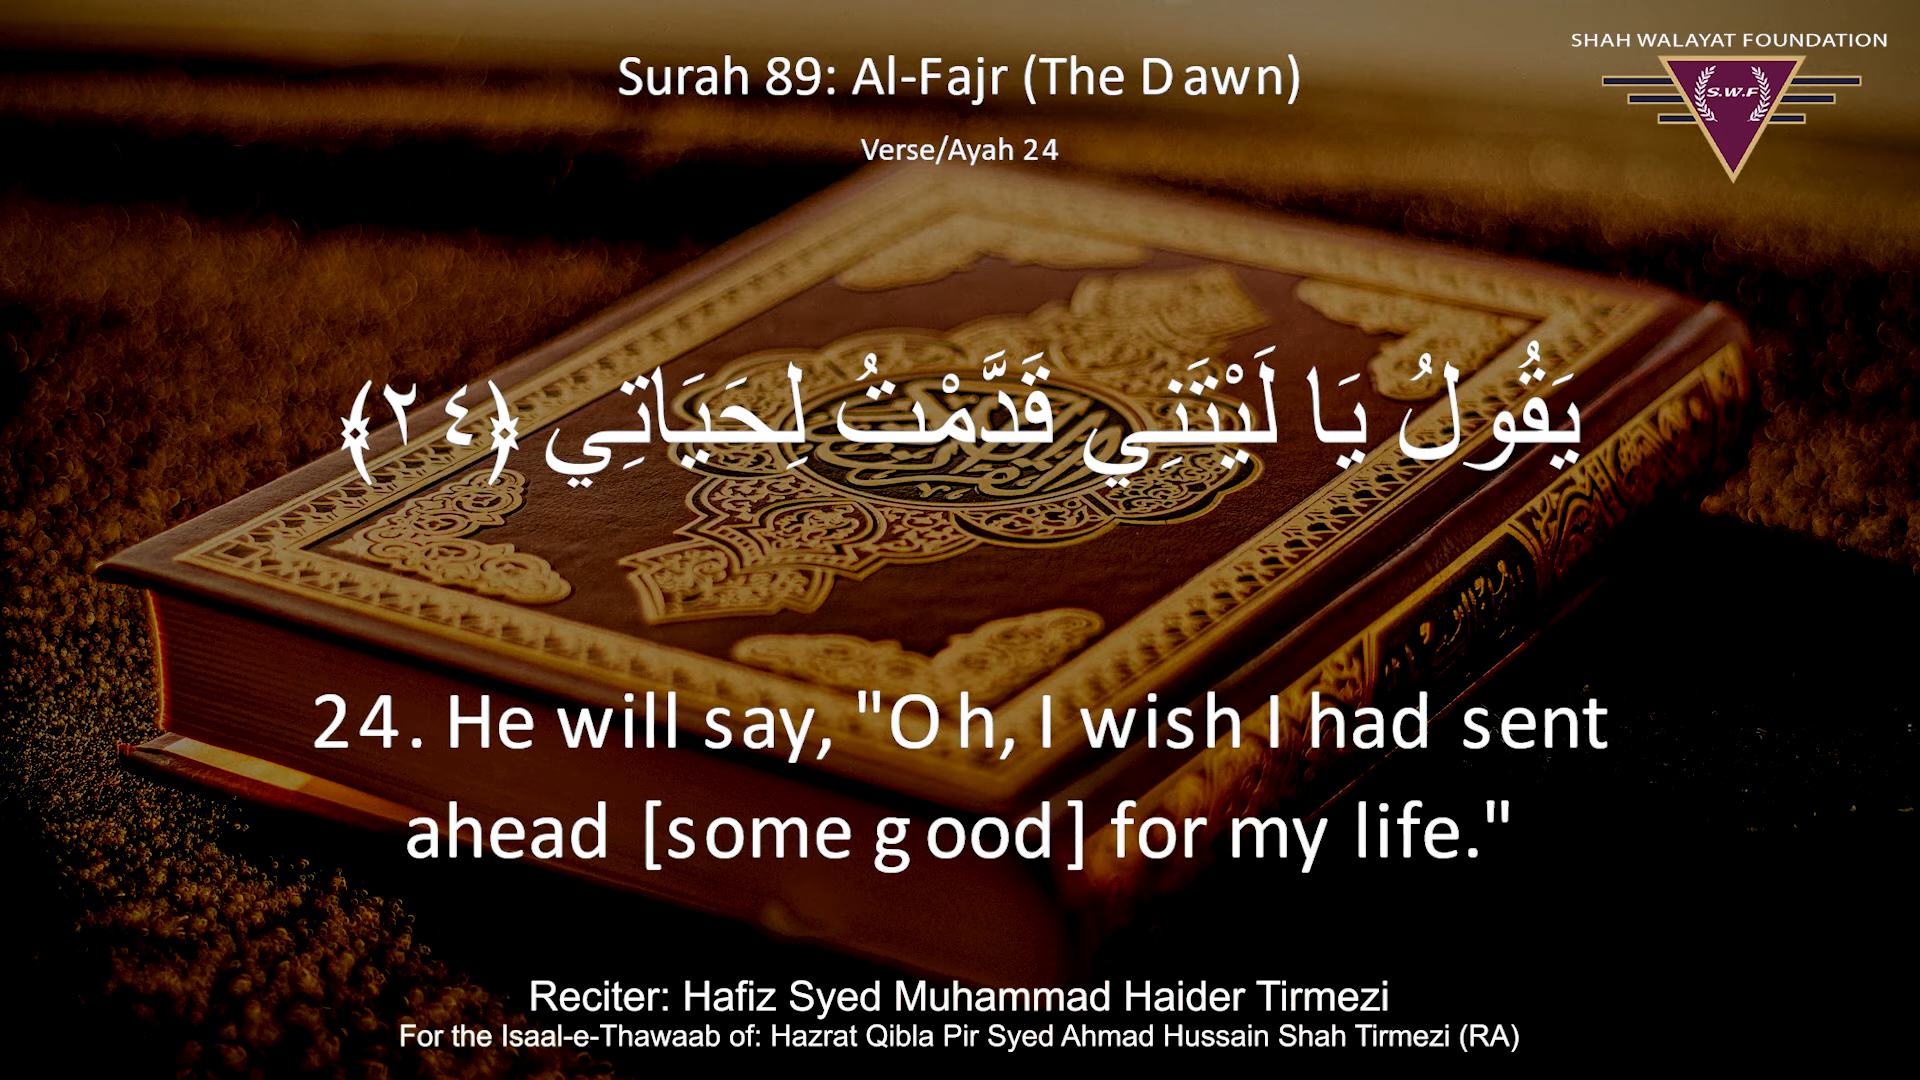 SHAH WALAYAT FOUNDATION
S.W.F
Surah 89: Al-Fajr (The Dawn)
Verse/Ayah 24
يَقُولُ يَا لَيْتَنِي قَدَّمْتُ لِحَيَاتِي ﴿٢٤﴾
24. He will say, "Oh, I wish I had sent
ahead [some good] for my life."
Reciter: Hafiz Syed Muhammad Haider Tirmezi
For the Isaal-e-Thawaab of: Hazrat Qibla Pir Syed Ahmad Hussain Shah Tirmezi (RA)